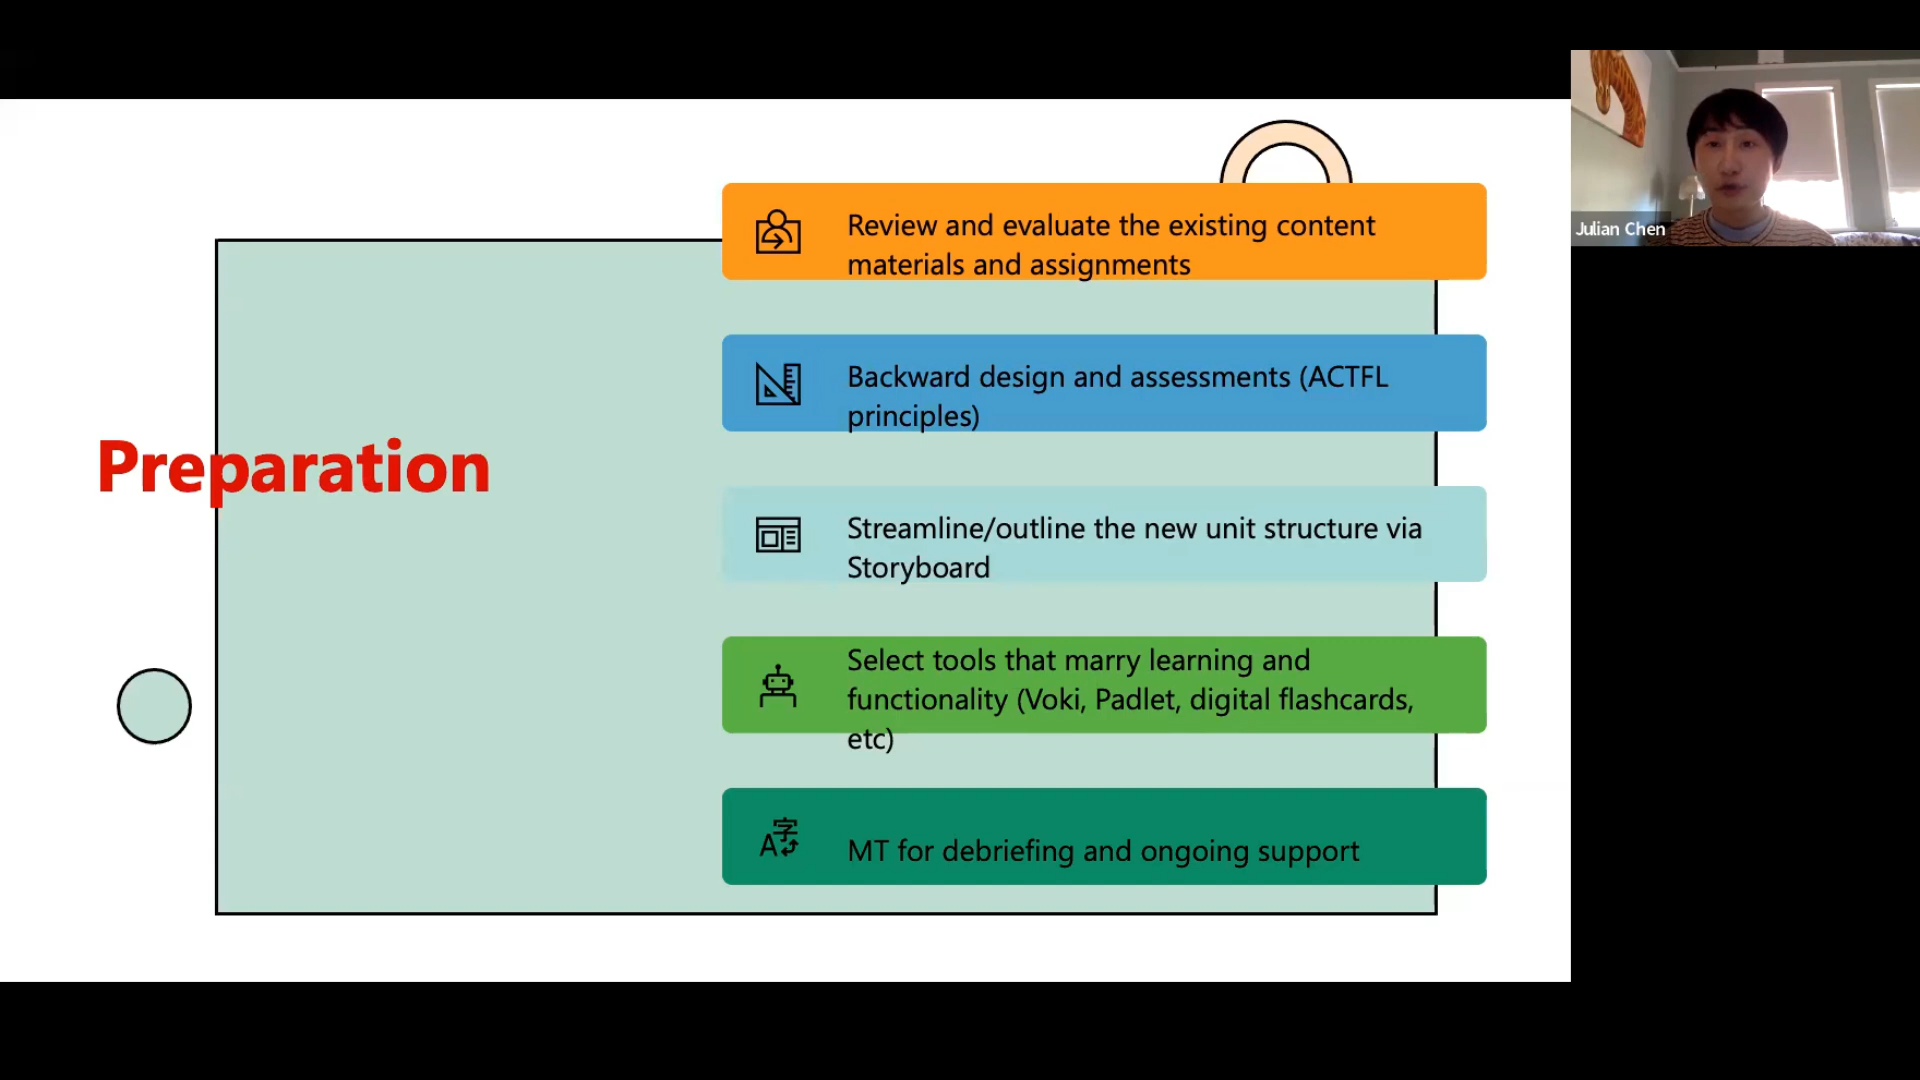 Preparation
Review and evaluate the existing content
materials and assignments
Backward design and assessments (ACTFL
principles)
Streamline/outline the new unit structure via
Storyboard
Select tools that marry learning and
functionality (Voki, Padlet, digital flashcards,
etc)
MT for debriefing and ongoing support
Julian Chen